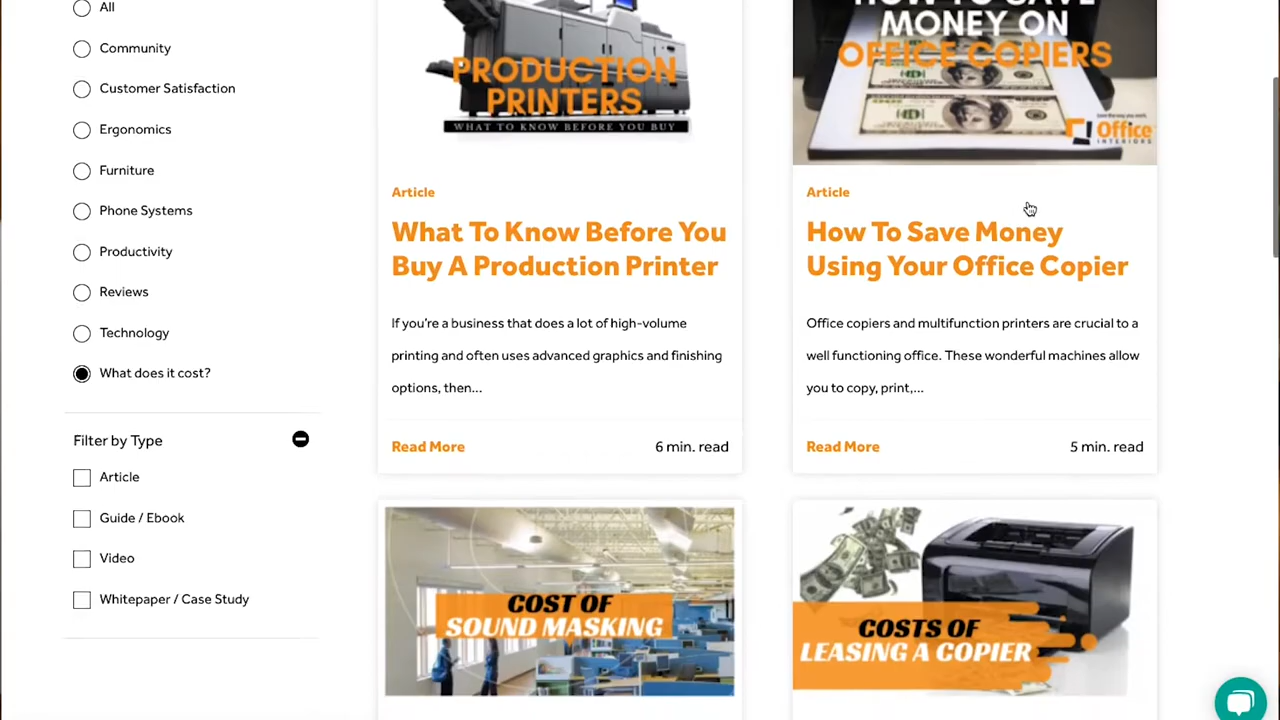 All
Community
Customer Satisfaction
Ergonomics
Furniture
Phone Systems
Productivity
Reviews
Technology
What does it cost?
Filter by Type
Article
Guide / Ebook
Video
Whitepaper / Case Study
PRODUCTION
PRINTERS
WHAT TO KNOW BEFORE YOU BUY
Article
What To Know Before You
Buy A Production Printer
If you're a business that does a lot of high-volume
printing and often uses advanced graphics and finishing
options, then...
Read More
6 min. read
HOW TO SAVE
MONEY ON
OFFICE COPIERS
Office
INTERIORS
Article
How To Save Money
Using Your Office Copier
Office copiers and multifunction printers are crucial to a
well functioning office. These wonderful machines allow
you to copy, print,...
Read More
5 min. read
COST OF
SOUND MASKING
COSTS OF
LEASING A COPIER